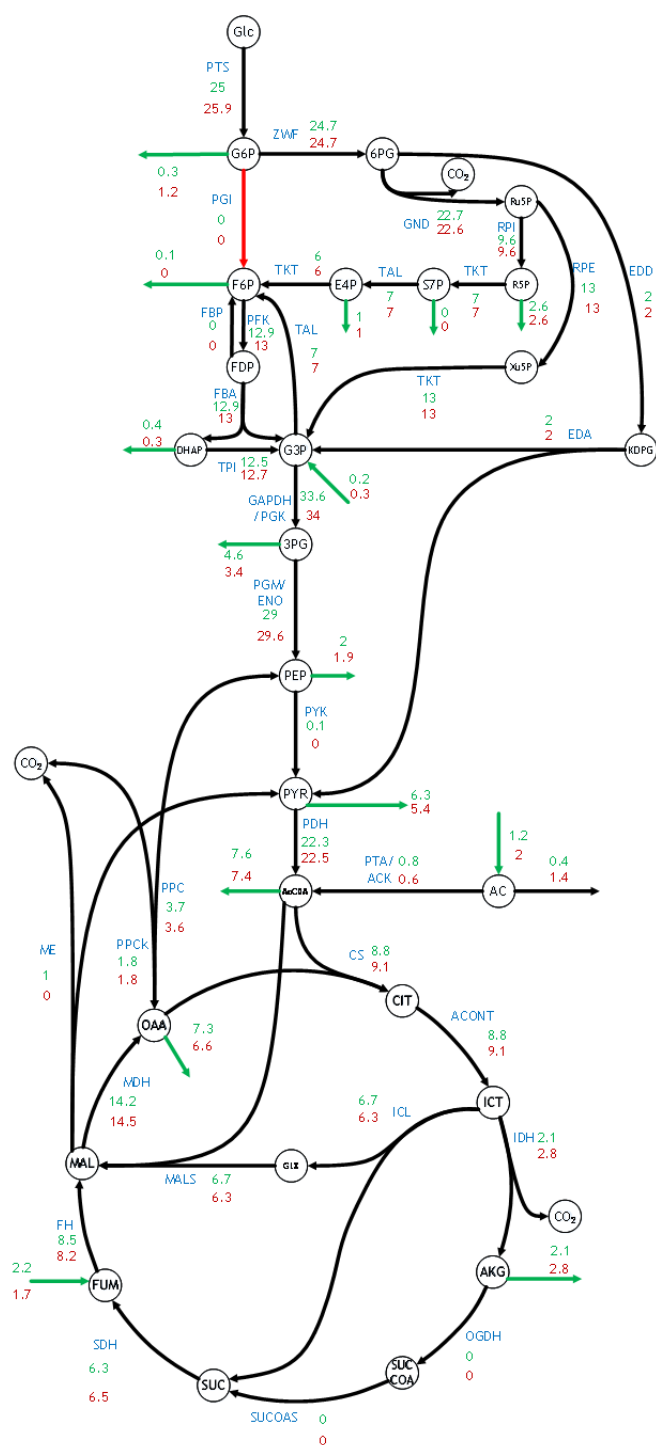 Glc
PTS
25
25.9
G6P
ZWF
24.7
24.7
6PG
CO₂
0.3
1.2
PGI
0
0
GND
22.7
22.6
Ru5P
RPI
9.6
9.6
RPE
13
13
EDD
2
2
0.1
0
F6P
TKT
6
6
E4P
TAL
7
7
S7P
TKT
7
7
R5P
1
1
0
0
2.6
2.6
FBP
0
0
PFK
12.9
13
TAL
7
7
FDP
Xu5P
TKT
13
13
FBA
12.9
13
0.4
0.3
DHAP
TPI
12.5
12.7
G3P
2
2
EDA
KDPG
0.2
0.3
GAPDH
/PGK
33.6
34
3PG
4.6
3.4
PGM/
ENO
29
29.6
PEP
2
1.9
PYK
0.1
0
CO₂
PYR
6.3
5.4
PDH
22.3
22.5
7.6
7.4
AcCOA
PTA/
ACK
0.8
0.6
AC
1.2
2
0.4
1.4
PPC
3.7
3.6
PPCk
1.8
1.8
ME
1
0
CS
8.8
9.1
CIT
OAA
7.3
6.6
ACONT
8.8
9.1
MDH
14.2
14.5
ICT
6.7
6.3
ICL
IDH
2.1
2.8
MAL
MALS
6.7
6.3
GLX
CO₂
FH
8.5
8.2
2.2
1.7
FUM
AKG
2.1
2.8
SDH
6.3
6.5
OGDH
0
0
SUC
SUC
COA
SUCOAS
0
0